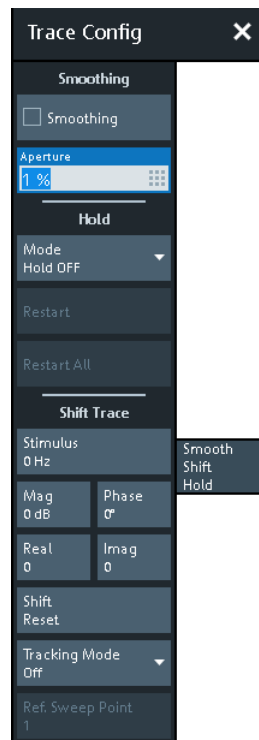 Trace Config
Smoothing
Smoothing
Aperture
1 %
Hold
Mode
Hold OFF
Restart
Restart All
Shift Trace
Stimulus
0 Hz
Mag
0 dB
Phase
0°
Real
0
Imag
0
Shift
Reset
Tracking Mode
Off
Ref. Sweep Point
1
Smooth
Shift
Hold